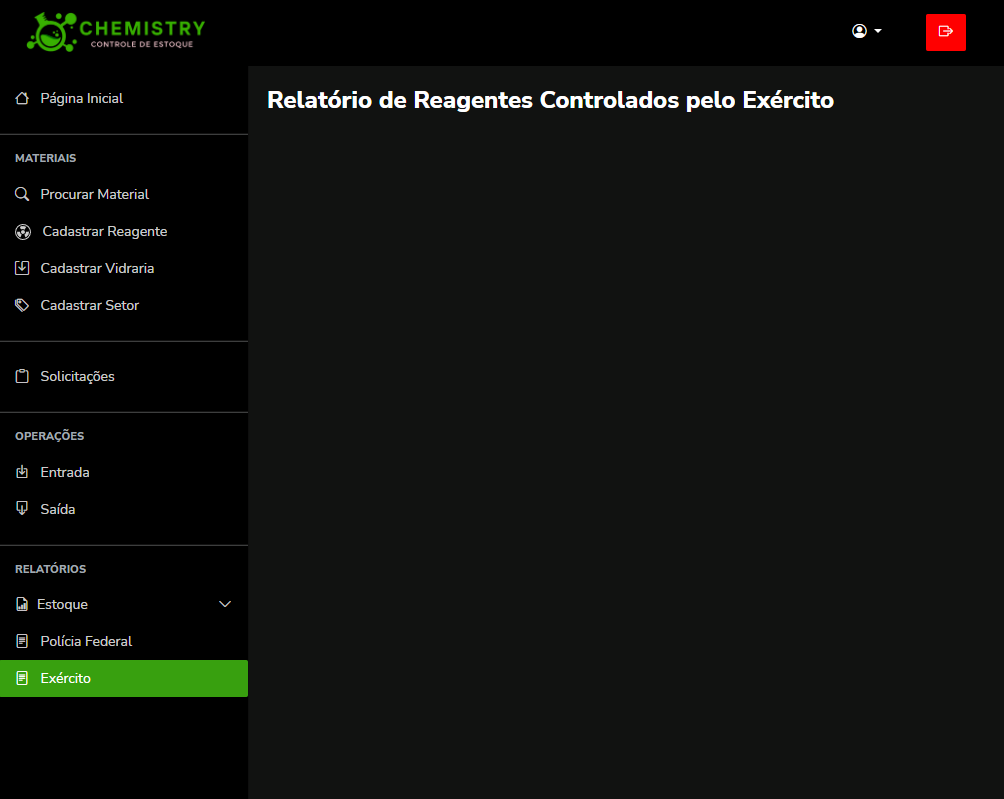 CHEMISTRY
CONTROLE DE ESTOQUE
Página Inicial
Relatório de Reagentes Controlados pelo Exército
MATERIAIS
Procurar Material
Cadastrar Reagente
Cadastrar Vidraria
Cadastrar Setor
Solicitações
OPERAÇÕES
Entrada
Saída
RELATÓRIOS
Estoque
Polícia Federal
Exército